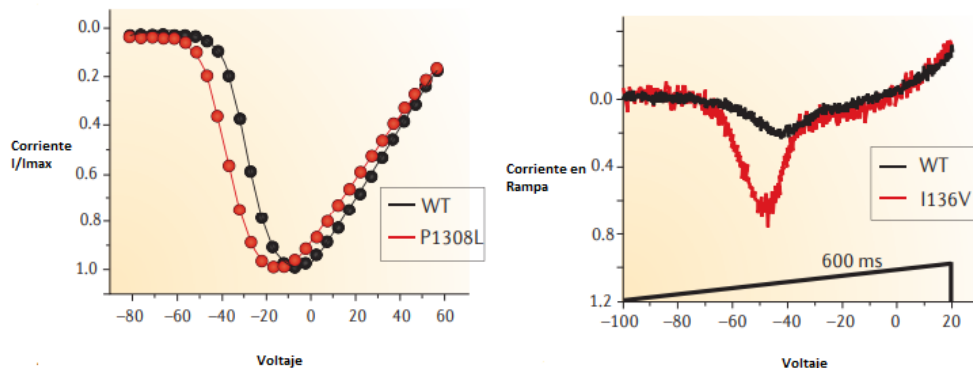 0.0
0.2
0.4
0.6
0.8
1.0
Corriente
I/Imax
WT
P1308L
−80 −60 −40 −20 0 20 40 60
Voltaje
0.0
0.4
0.8
1.2
Corriente en
Rampa
WT
I136V
600 ms
−100 −80 −60 −40 −20 0 20
Voltaje